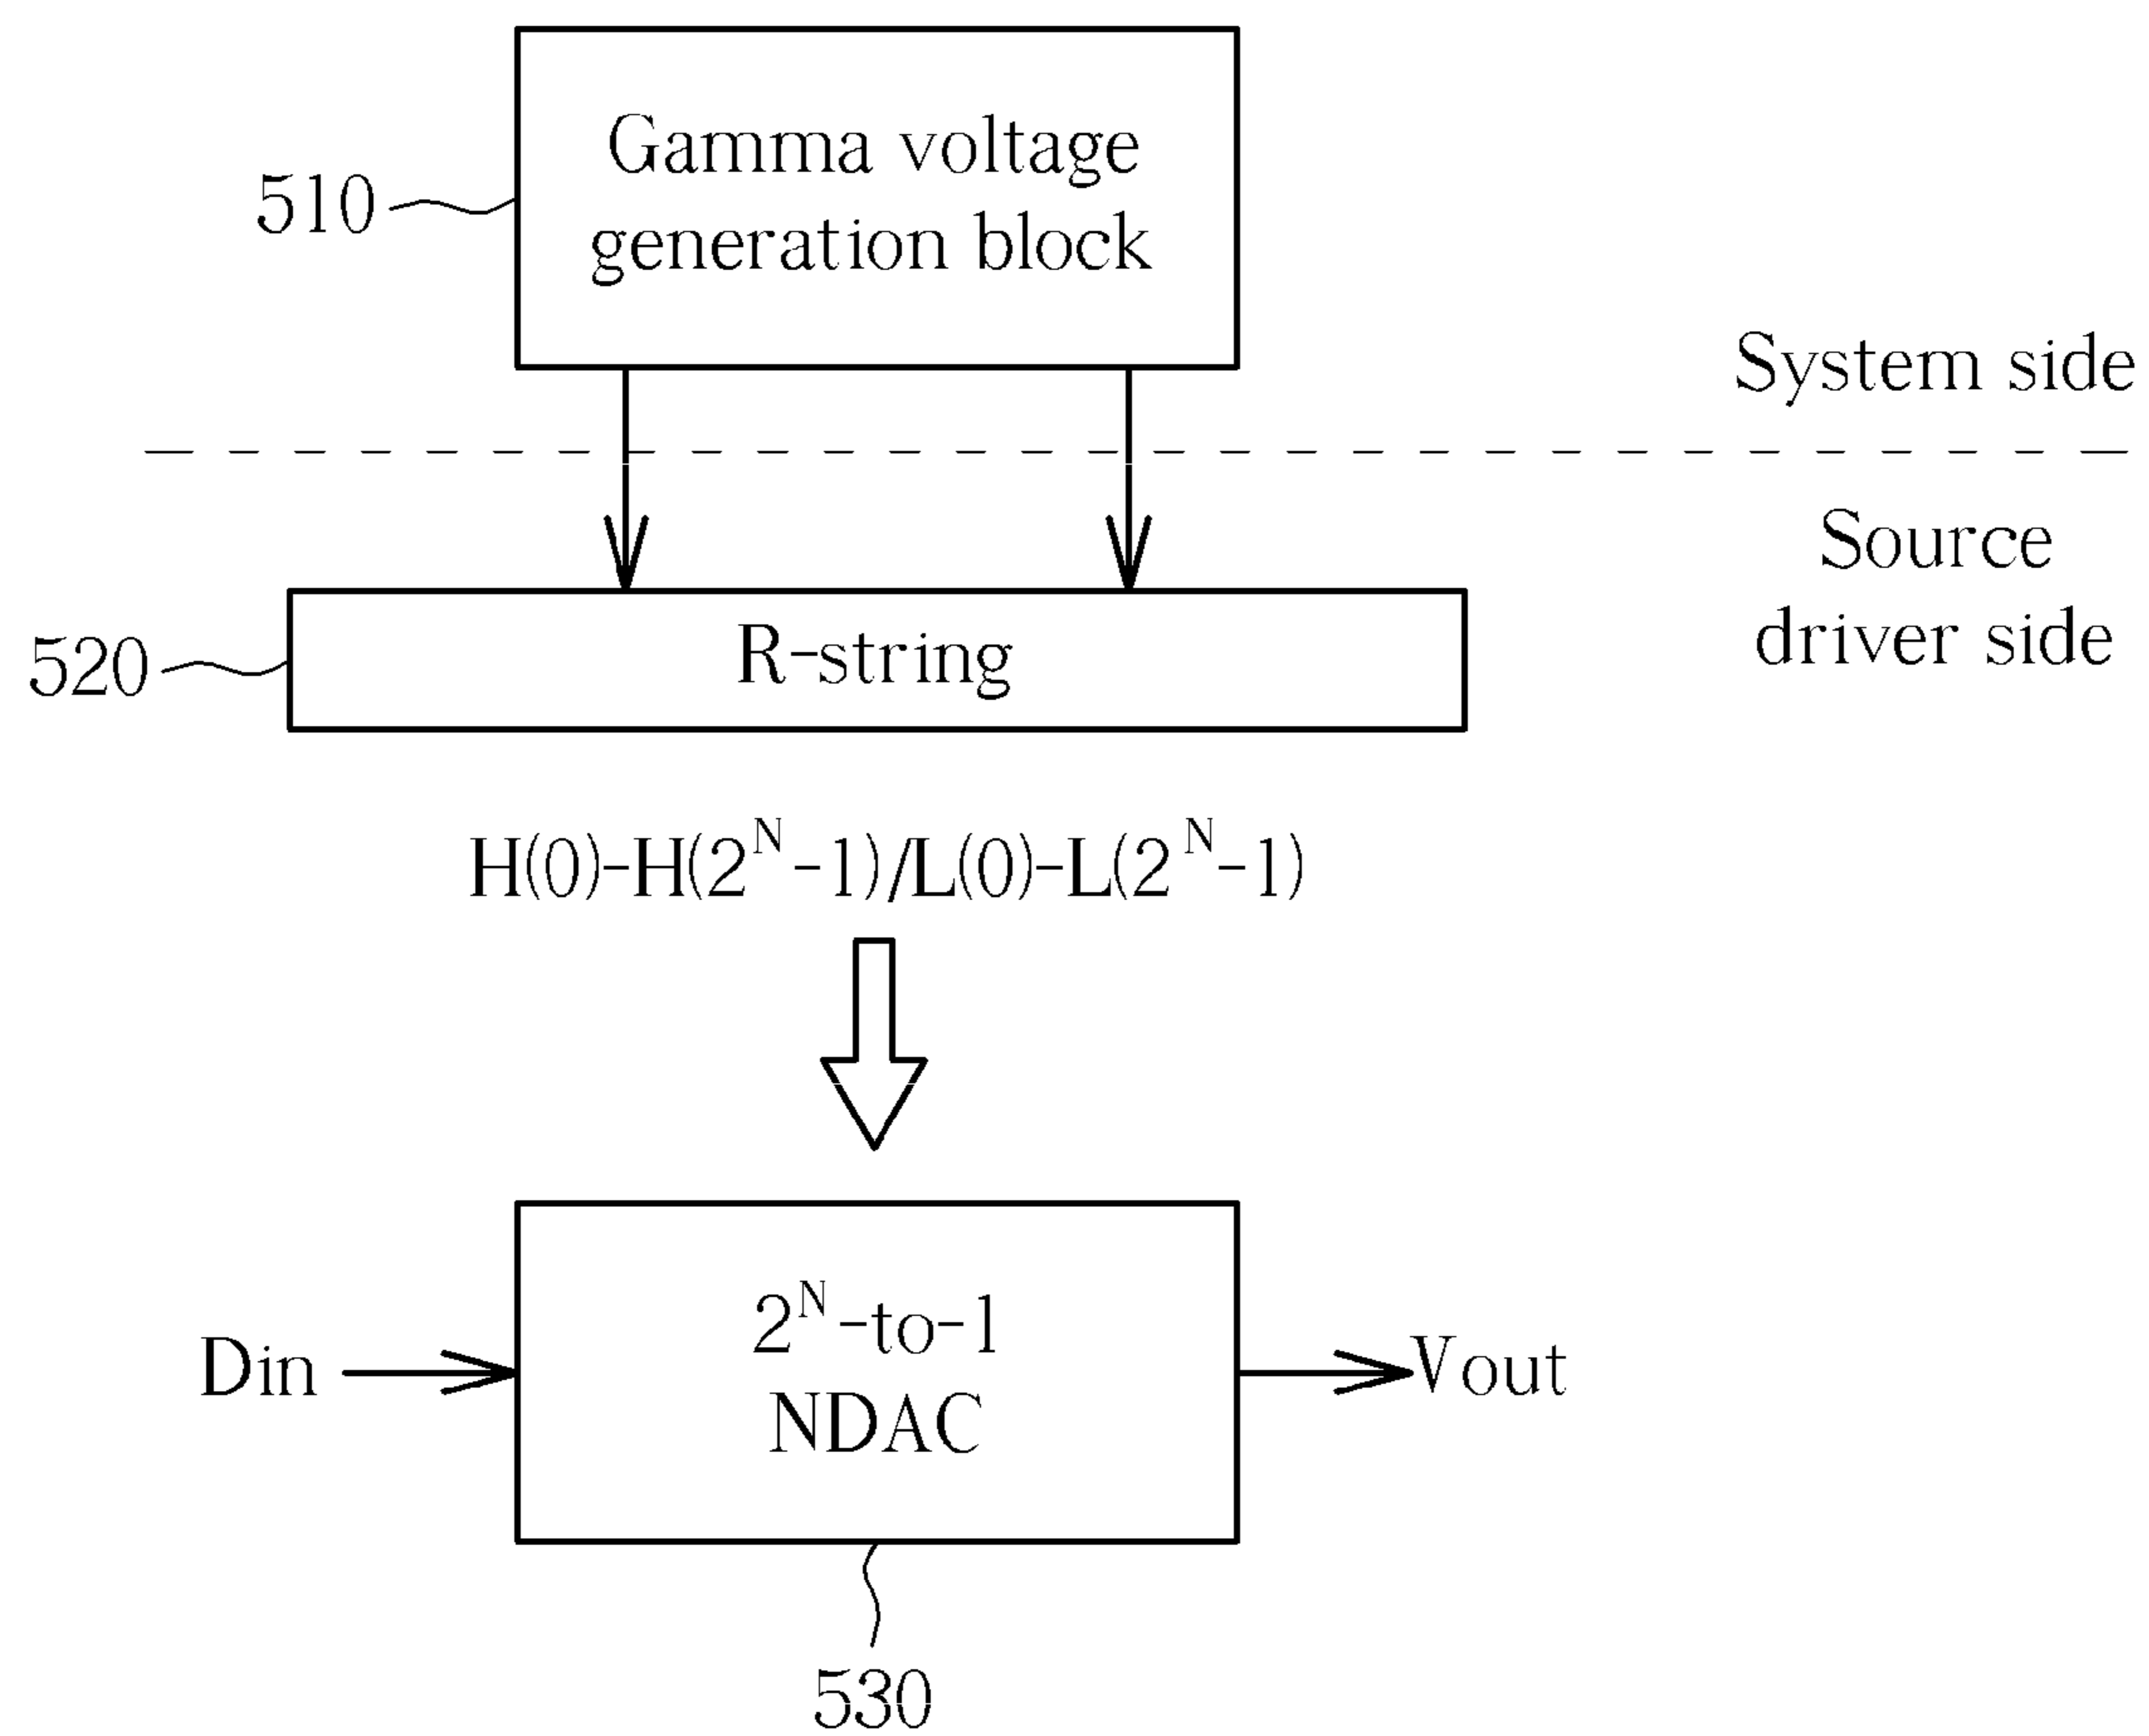 Gamma voltage
generation block
510
System side
Source
driver side
R-string
520
H(0)-H(2^N-1)/L(0)-L(2^N-1)
2^N-to-1
NDAC
Din
Vout
530